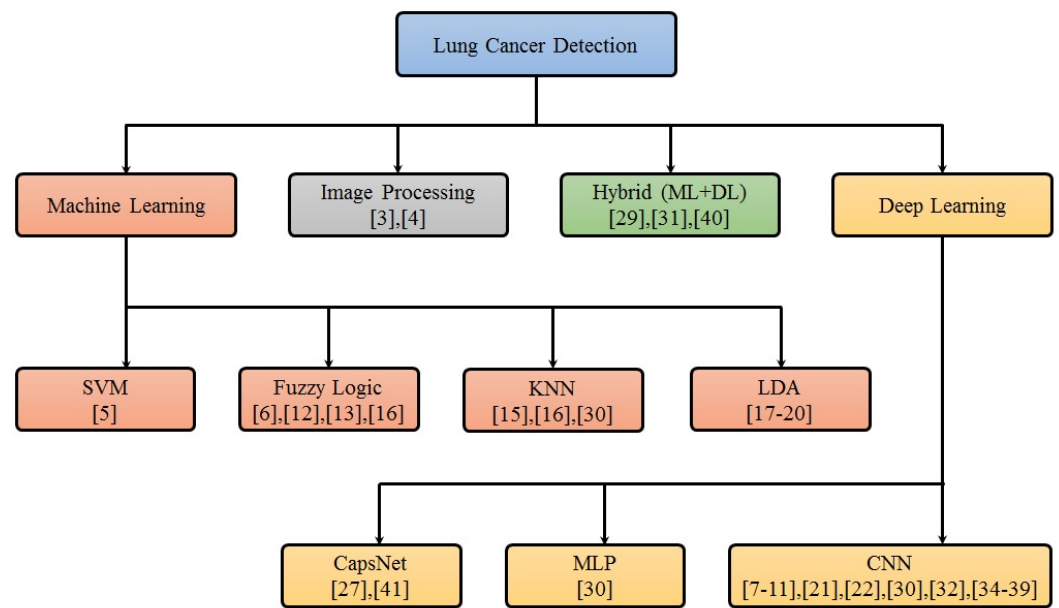 Lung Cancer Detection
Machine Learning
Image Processing
[3],[4]
Hybrid (ML+DL)
[29],[31],[40]
Deep Learning
SVM
[5]
Fuzzy Logic
[6],[12],[13],[16]
KNN
[15],[16],[30]
LDA
[17-20]
CapsNet
[27],[41]
MLP
[30]
CNN
[7-11],[21],[22],[30],[32],[34-39]